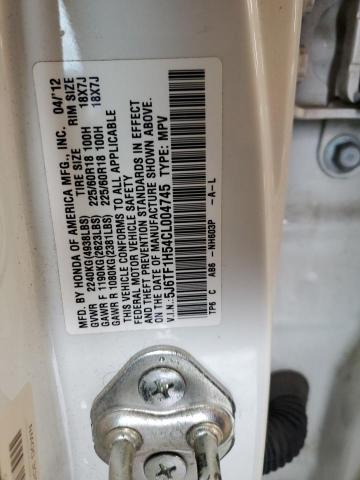 MFD. BY HONDA OF AMERICA MFG., INC. 04/12
TIRE SIZE RIM SIZE
GVWR 2240KG(4938LBS)
GAWR F 1190KG(2623LBS) 225/60R18 100H 18X7J
GAWR R 1080KG(2381LBS) 225/60R18 100H 18X7J
THIS VEHICLE CONFORMS TO ALL APPLICABLE
FEDERAL MOTOR VEHICLE SAFETY STANDARDS IN EFFECT
AND THEFT PREVENTION
ON THE DATE OF MANUFACTURE SHOWN ABOVE.
V.I.N: 5J6TF1H54CL004745 TYPE: MPV
TP6 C A86 - NH603P - A - L